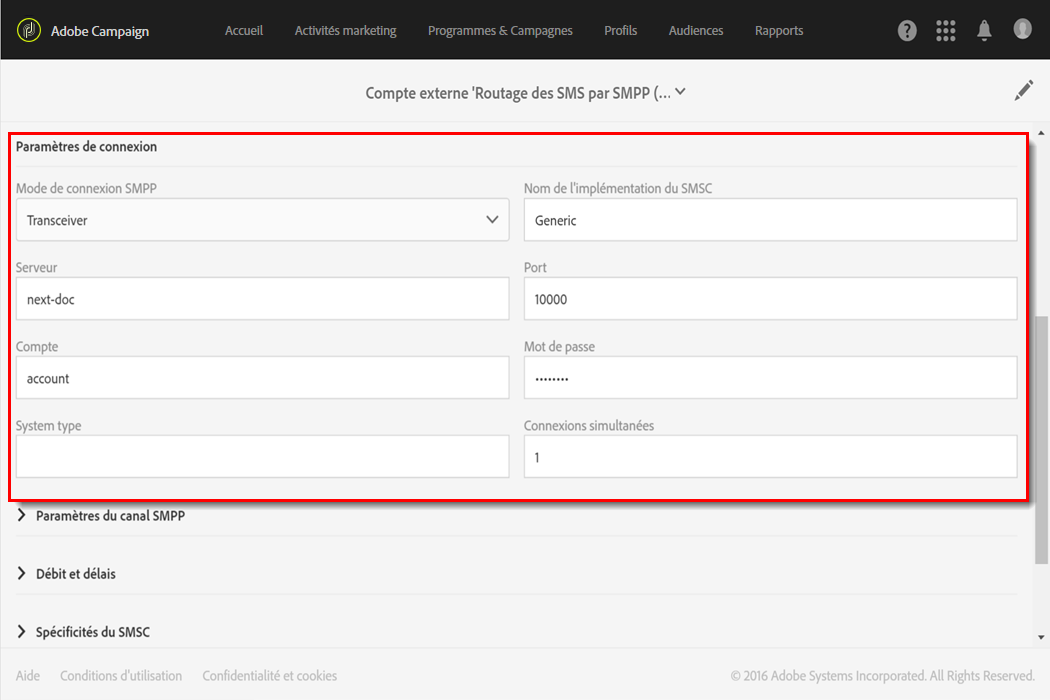 Adobe Campaign
Accueil Activités marketing Programmes & Campagnes Profils Audiences Rapports
?
Compte externe 'Routage des SMS par SMPP (...
Paramètres de connexion
Mode de connexion SMPP Nom de l'implémentation du SMSC
Transceiver Generic
Serveur Port
next-doc 10000
Compte Mot de passe
account ••••••••
System type Connexions simultanées
1
Paramètres du canal SMPP
Débit et délais
Spécificités du SMSC
Aide Conditions d'utilisation Confidentialité et cookies © 2016 Adobe Systems Incorporated. All Rights Reserved.